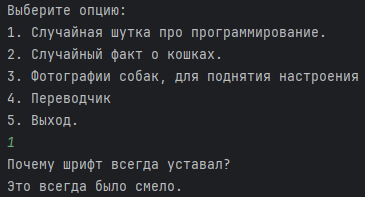 Выберите опцию:
1. Случайная шутка про программирование.
2. Случайный факт о кошках.
3. Фотографии собак, для поднятия настроения
4. Переводчик
5. Выход.
1
Почему шрифт всегда уставал?
Это всегда было смело.